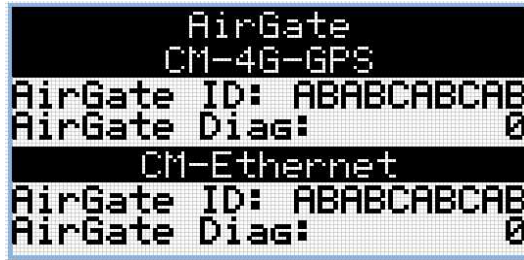 AirGate
CM-4G-GPS
AirGate ID: ABABCABCAB
AirGate Diag: 0
CM-Ethernet
AirGate ID: ABABCABCAB
AirGate Diag: 0